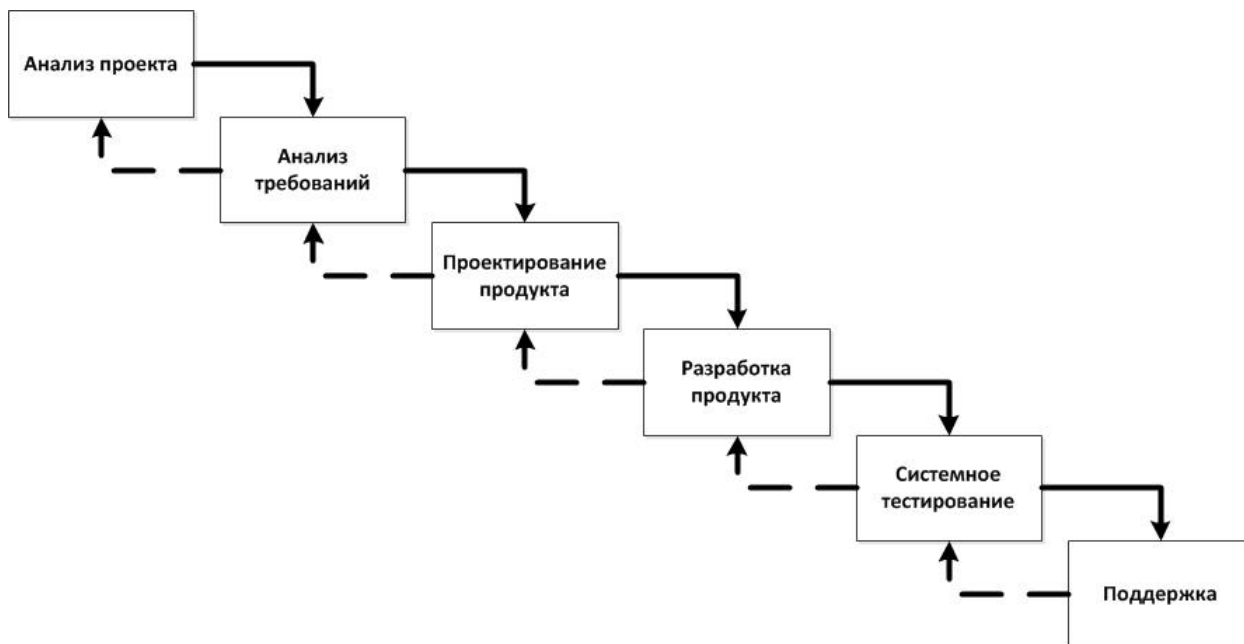 Анализ проекта
Анализ
требований
Проектирование
продукта
Разработка
продукта
Системное
тестирование
Поддержка